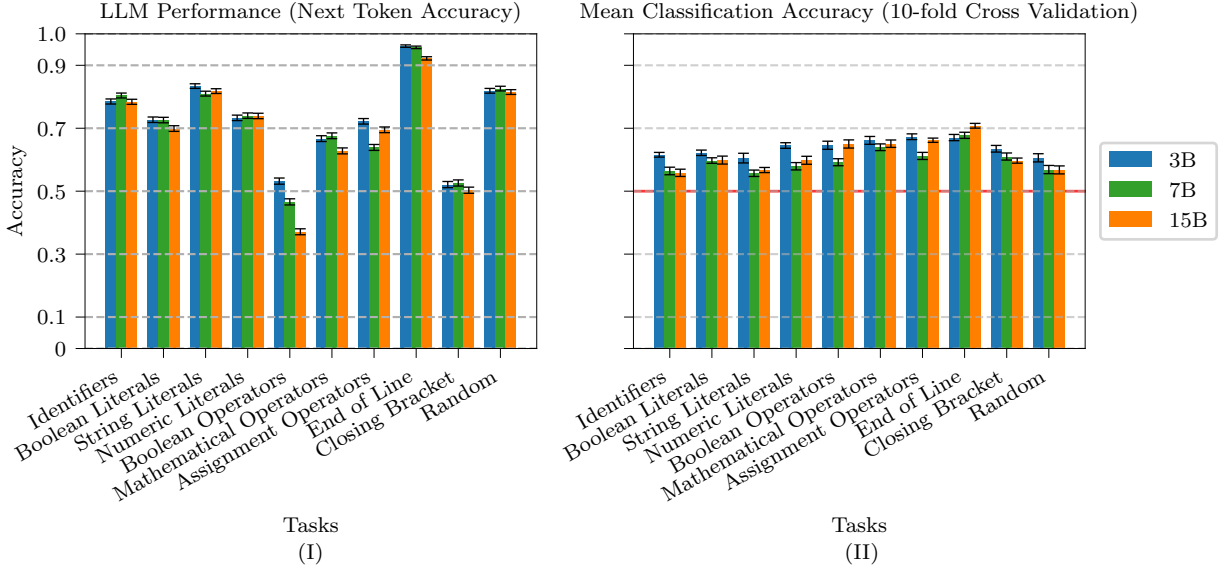 LLM Performance (Next Token Accuracy)
Mean Classification Accuracy (10-fold Cross Validation)
Accuracy
1.0
0.9
0.7
0.5
0.3
0.1
0
Identifiers
Boolean Literals
String Literals
Numeric Literals
Boolean Operators
Mathematical Operators
Assignment Operators
End of Line
Closing Bracket
Random
Tasks
(I)
Identifiers
Boolean Literals
String Literals
Numeric Literals
Boolean Operators
Mathematical Operators
Assignment Operators
End of Line
Closing Bracket
Random
Tasks
(II)
3B
7B
15B